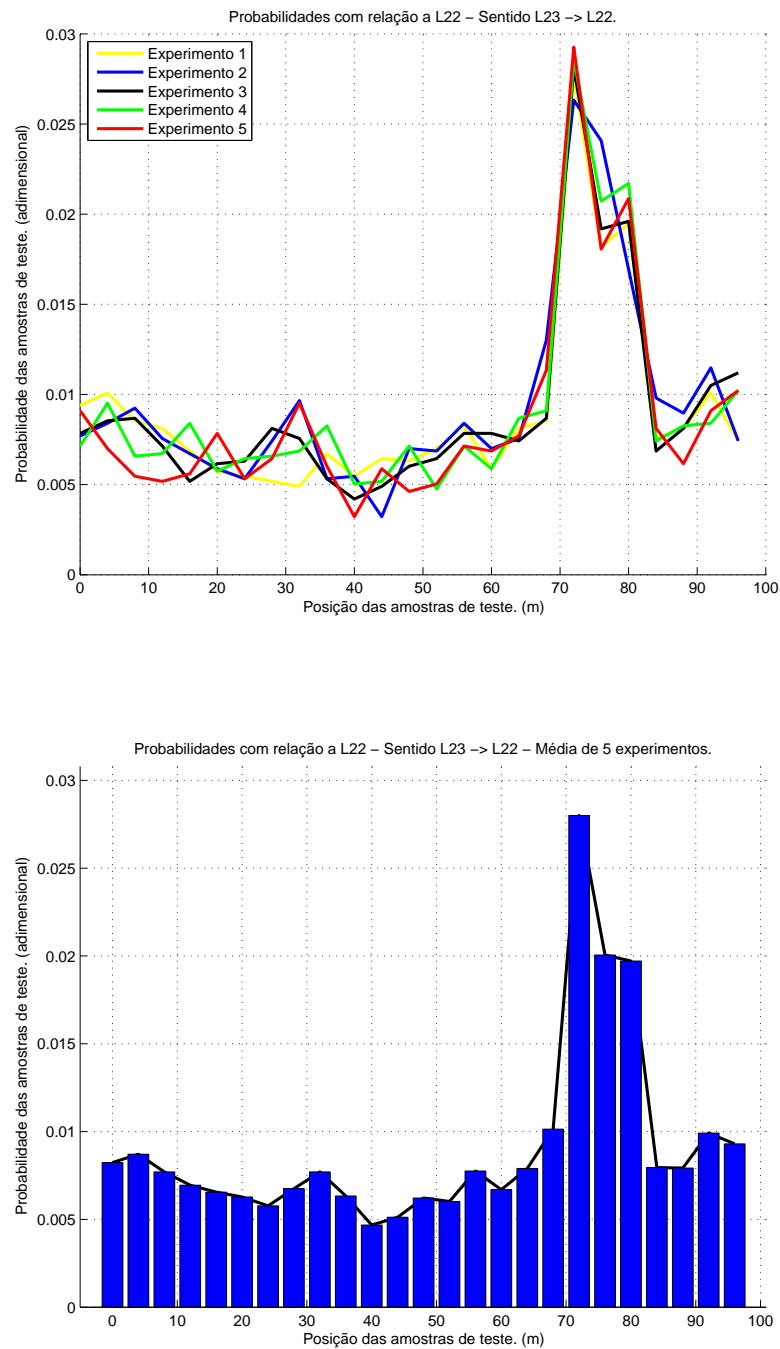 Probabilidades com relação a L22 − Sentido L23 −> L22.
0.03
0.025
0.02
0.015
0.01
0.005
0
Probabilidade das amostras de teste. (adimensional)
Experimento 1
Experimento 2
Experimento 3
Experimento 4
Experimento 5
0 10 20 30 40 50 60 70 80 90 100
Posição das amostras de teste. (m)
Probabilidades com relação a L22 − Sentido L23 −> L22 − Média de 5 experimentos.
0.03
0.025
0.02
0.015
0.01
0.005
0
Probabilidade das amostras de teste. (adimensional)
0 10 20 30 40 50 60 70 80 90 100
Posição das amostras de teste. (m)